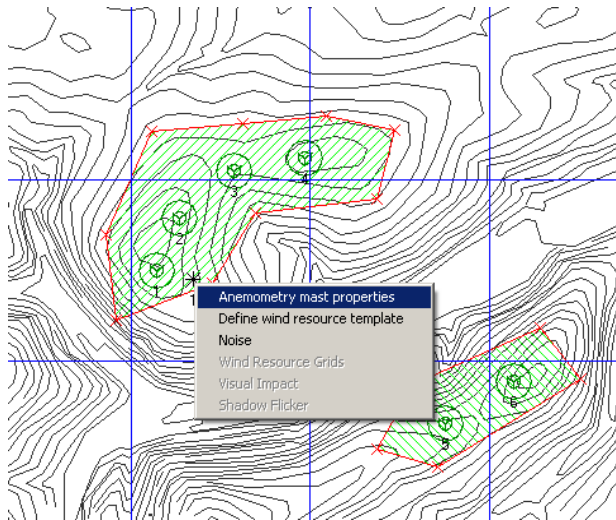 4
3
2
1
1
Anemometry mast properties
Define wind resource template
Noise
Wind Resource Grids
Visual Impact
Shadow Flicker
6
5